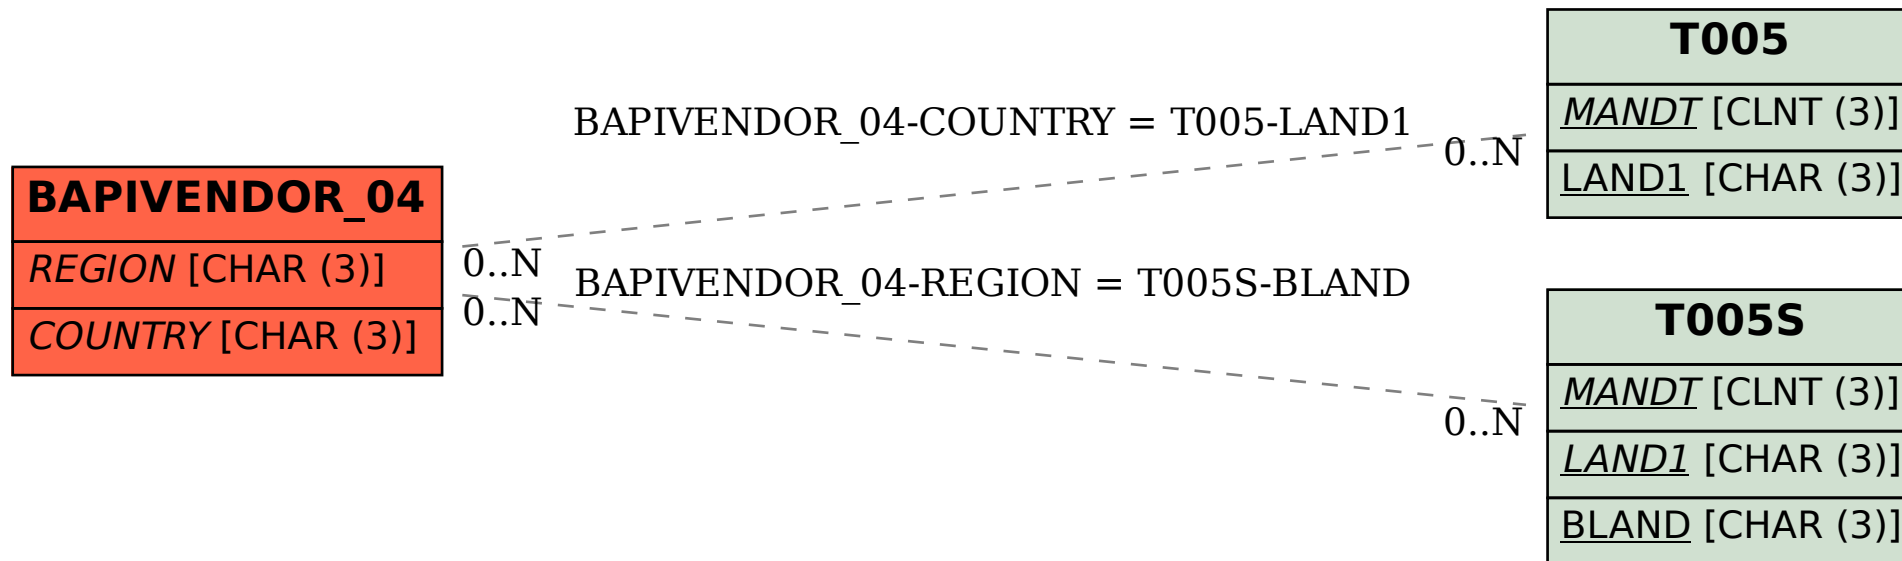 BAPIVENDOR_04
REGION [CHAR (3)]
COUNTRY [CHAR (3)]
BAPIVENDOR_04-COUNTRY = T005-LAND1
0..N
0..N
BAPIVENDOR_04-REGION = T005S-BLAND
0..N
0..N
T005
MANDT [CLNT (3)]
LAND1 [CHAR (3)]
T005S
MANDT [CLNT (3)]
LAND1 [CHAR (3)]
BLAND [CHAR (3)]